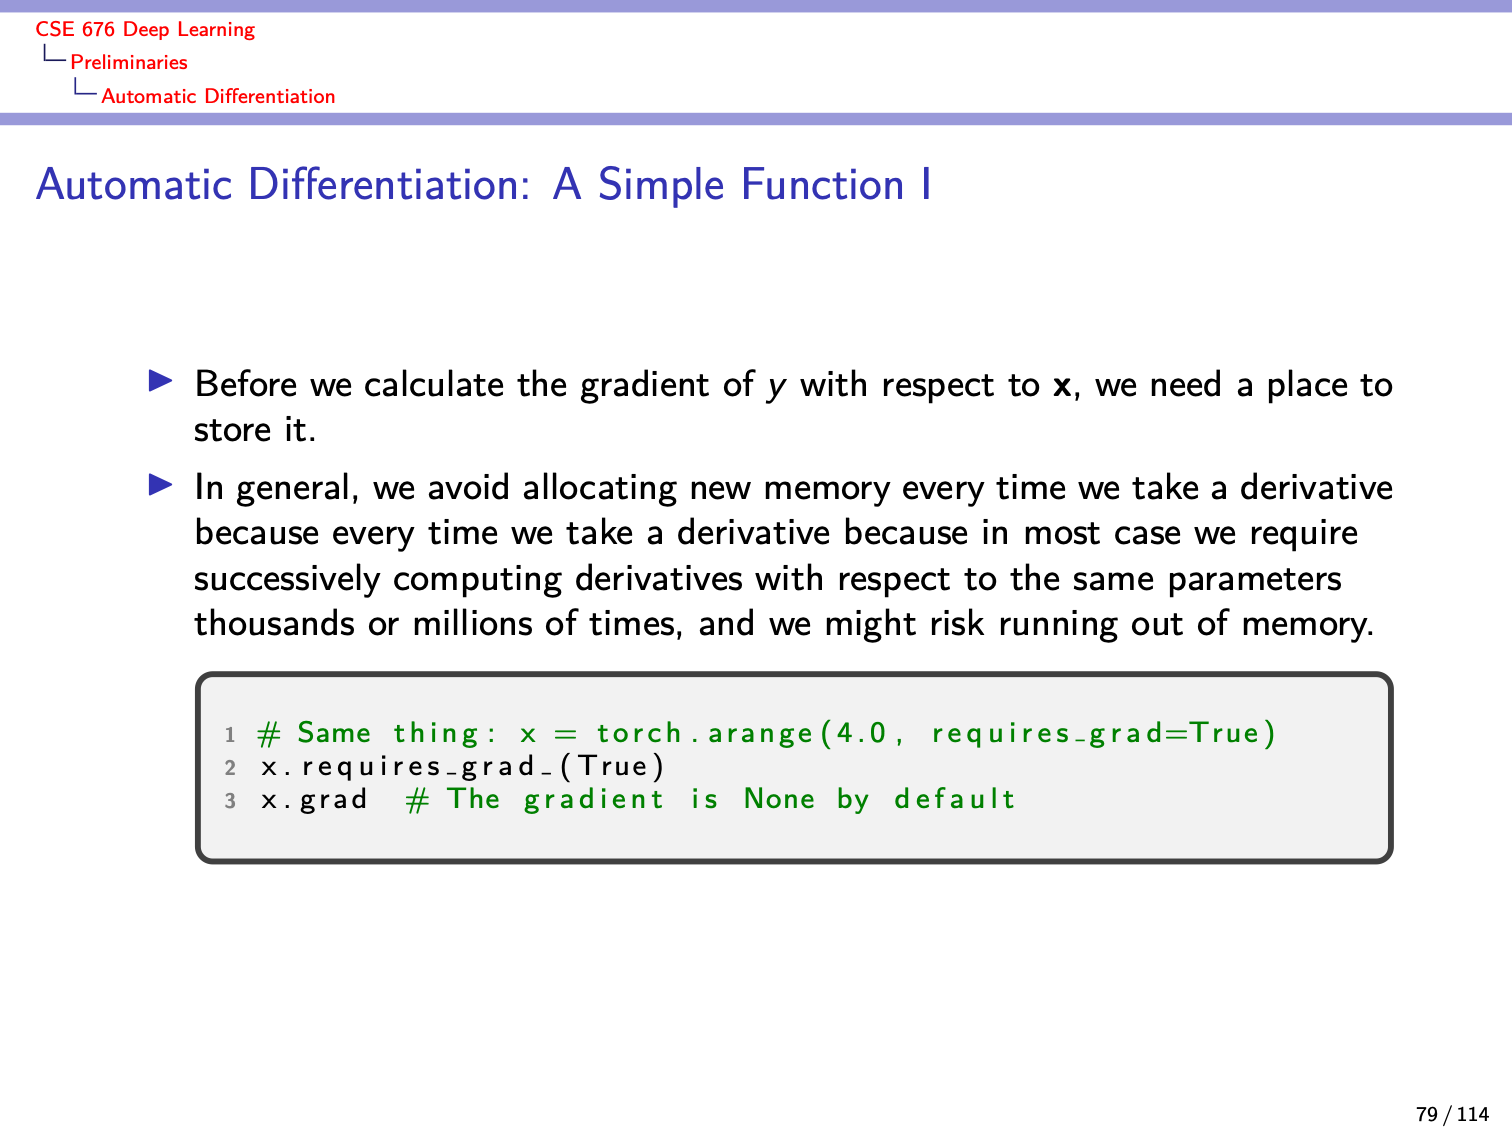 CSE 676 Deep Learning
Preliminaries
Automatic Differentiation
Automatic Differentiation: A Simple Function I
Before we calculate the gradient of y with respect to x, we need a place to
store it.
In general, we avoid allocating new memory every time we take a derivative
because every time we take a derivative because in most case we require
successively computing derivatives with respect to the same parameters
thousands or millions of times, and we might risk running out of memory.
1 # Same thing: x = torch.arange(4.0, requires_grad=True)
2 x.requires_grad_(True)
3 x.grad # The gradient is None by default
79 / 114